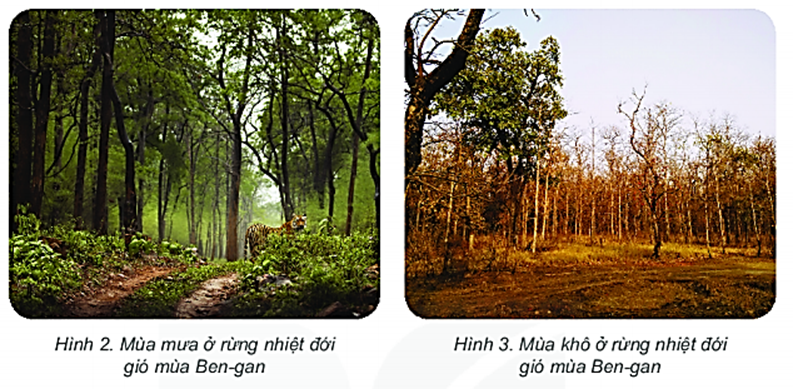 Hình 2. Mùa mưa ở rừng nhiệt đới
gió mùa Ben-gan
Hình 3. Mùa khô ở rừng nhiệt đới
gió mùa Ben-gan